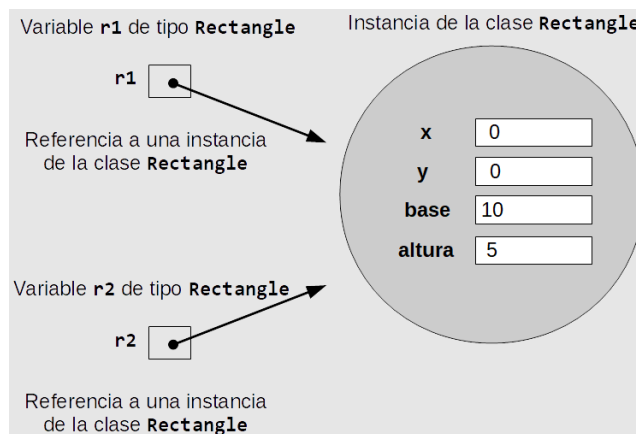 Variable r1 de tipo Rectangle
Instancia de la clase Rectangle
r1
Referencia a una instancia
de la clase Rectangle
x 0
y 0
base 10
altura 5
Variable r2 de tipo Rectangle
r2
Referencia a una instancia
de la clase Rectangle